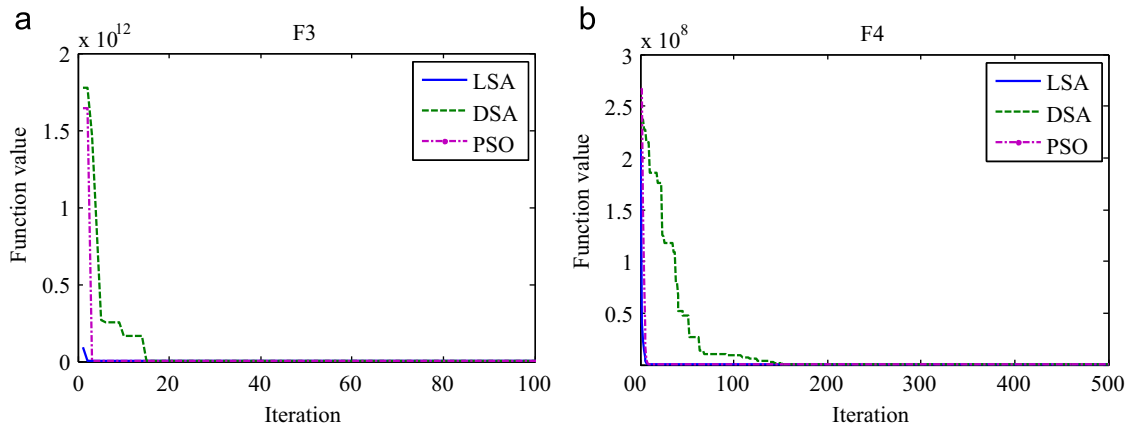 a
F3
x 10^12
2
1.5
1
0.5
0
Function value
LSA
DSA
PSO
0 20 40 60 80 100
Iteration
b
F4
x 10^8
3
2.5
2
1.5
1
0.5
Function value
LSA
DSA
PSO
00 100 200 300 400 500
Iteration